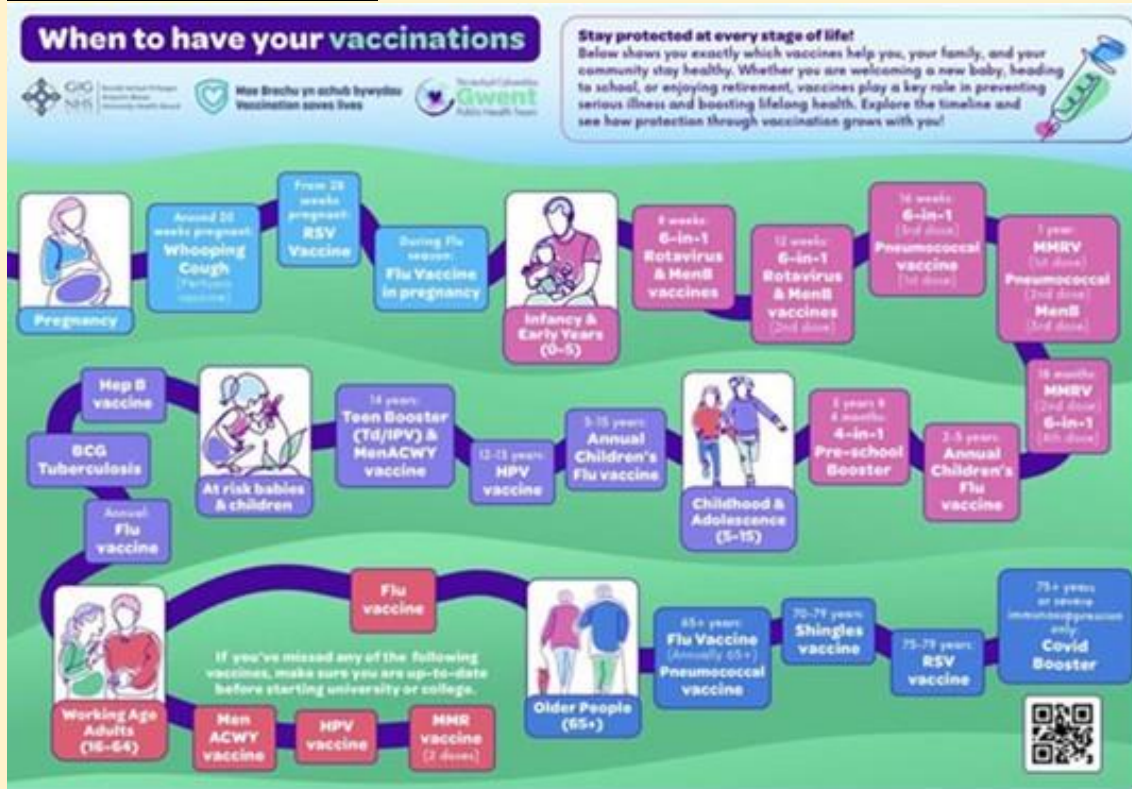 When to have your vaccinations
GIG
NHS
Mae Brechu yn achub bywydau
Vaccination saves lives
Gwent
Public Health Team
Stay protected at every stage of life!
Below shows you exactly which vaccines help you, your family, and your
community stay healthy. Whether you are welcoming a new baby, heading
to school, or enjoying retirement, vaccines play a key role in preventing
serious illness and boosting lifelong health. Explore the timeline and
see how protection through vaccination grows with you!
Pregnancy
Around 20
weeks pregnant:
Whooping
Cough
(Pertussis
vaccine)
From 28
weeks
pregnant:
RSV
Vaccine
During Flu
season:
Flu Vaccine
in pregnancy
Infancy &
Early Years
(0-5)
8 weeks:
6-in-1
Rotavirus
& MenB
vaccines
12 weeks:
6-in-1
Rotavirus
& MenB
vaccines
(2nd dose)
16 weeks:
6-in-1
(3rd dose)
Pneumococcal
vaccine
(1st dose)
1 year:
MMRV
(1st dose)
Pneumococcal
(2nd dose)
MenB
(3rd dose)
18 months:
MMRV
(2nd dose)
6-in-1
(4th dose)
2-5 years:
Annual
Children's
Flu
vaccine
3 years &
4 months:
4-in-1
Pre-school
Booster
Childhood &
Adolescence
(5-15)
5-15 years:
Annual
Children's
Flu vaccine
12-13 years:
HPV
vaccine
14 years:
Teen Booster
(Td/IPV) &
MenACWY
vaccine
At risk babies
& children
Hep B
vaccine
BCG
Tuberculosis
Annual:
Flu
vaccine
Working Age
Adults
(16-64)
Flu
vaccine
If you've missed any of the following
vaccines, make sure you are up-to-date
before starting university or college.
Men
ACWY
vaccine
HPV
vaccine
MMR
vaccine
(2 doses)
Older People
(65+)
65+ years:
Flu Vaccine
(Annually 65+)
Pneumococcal
vaccine
70-79 years:
Shingles
vaccine
75-79 years:
RSV
vaccine
75+ years
or severe
immunosuppression
only:
Covid
Booster